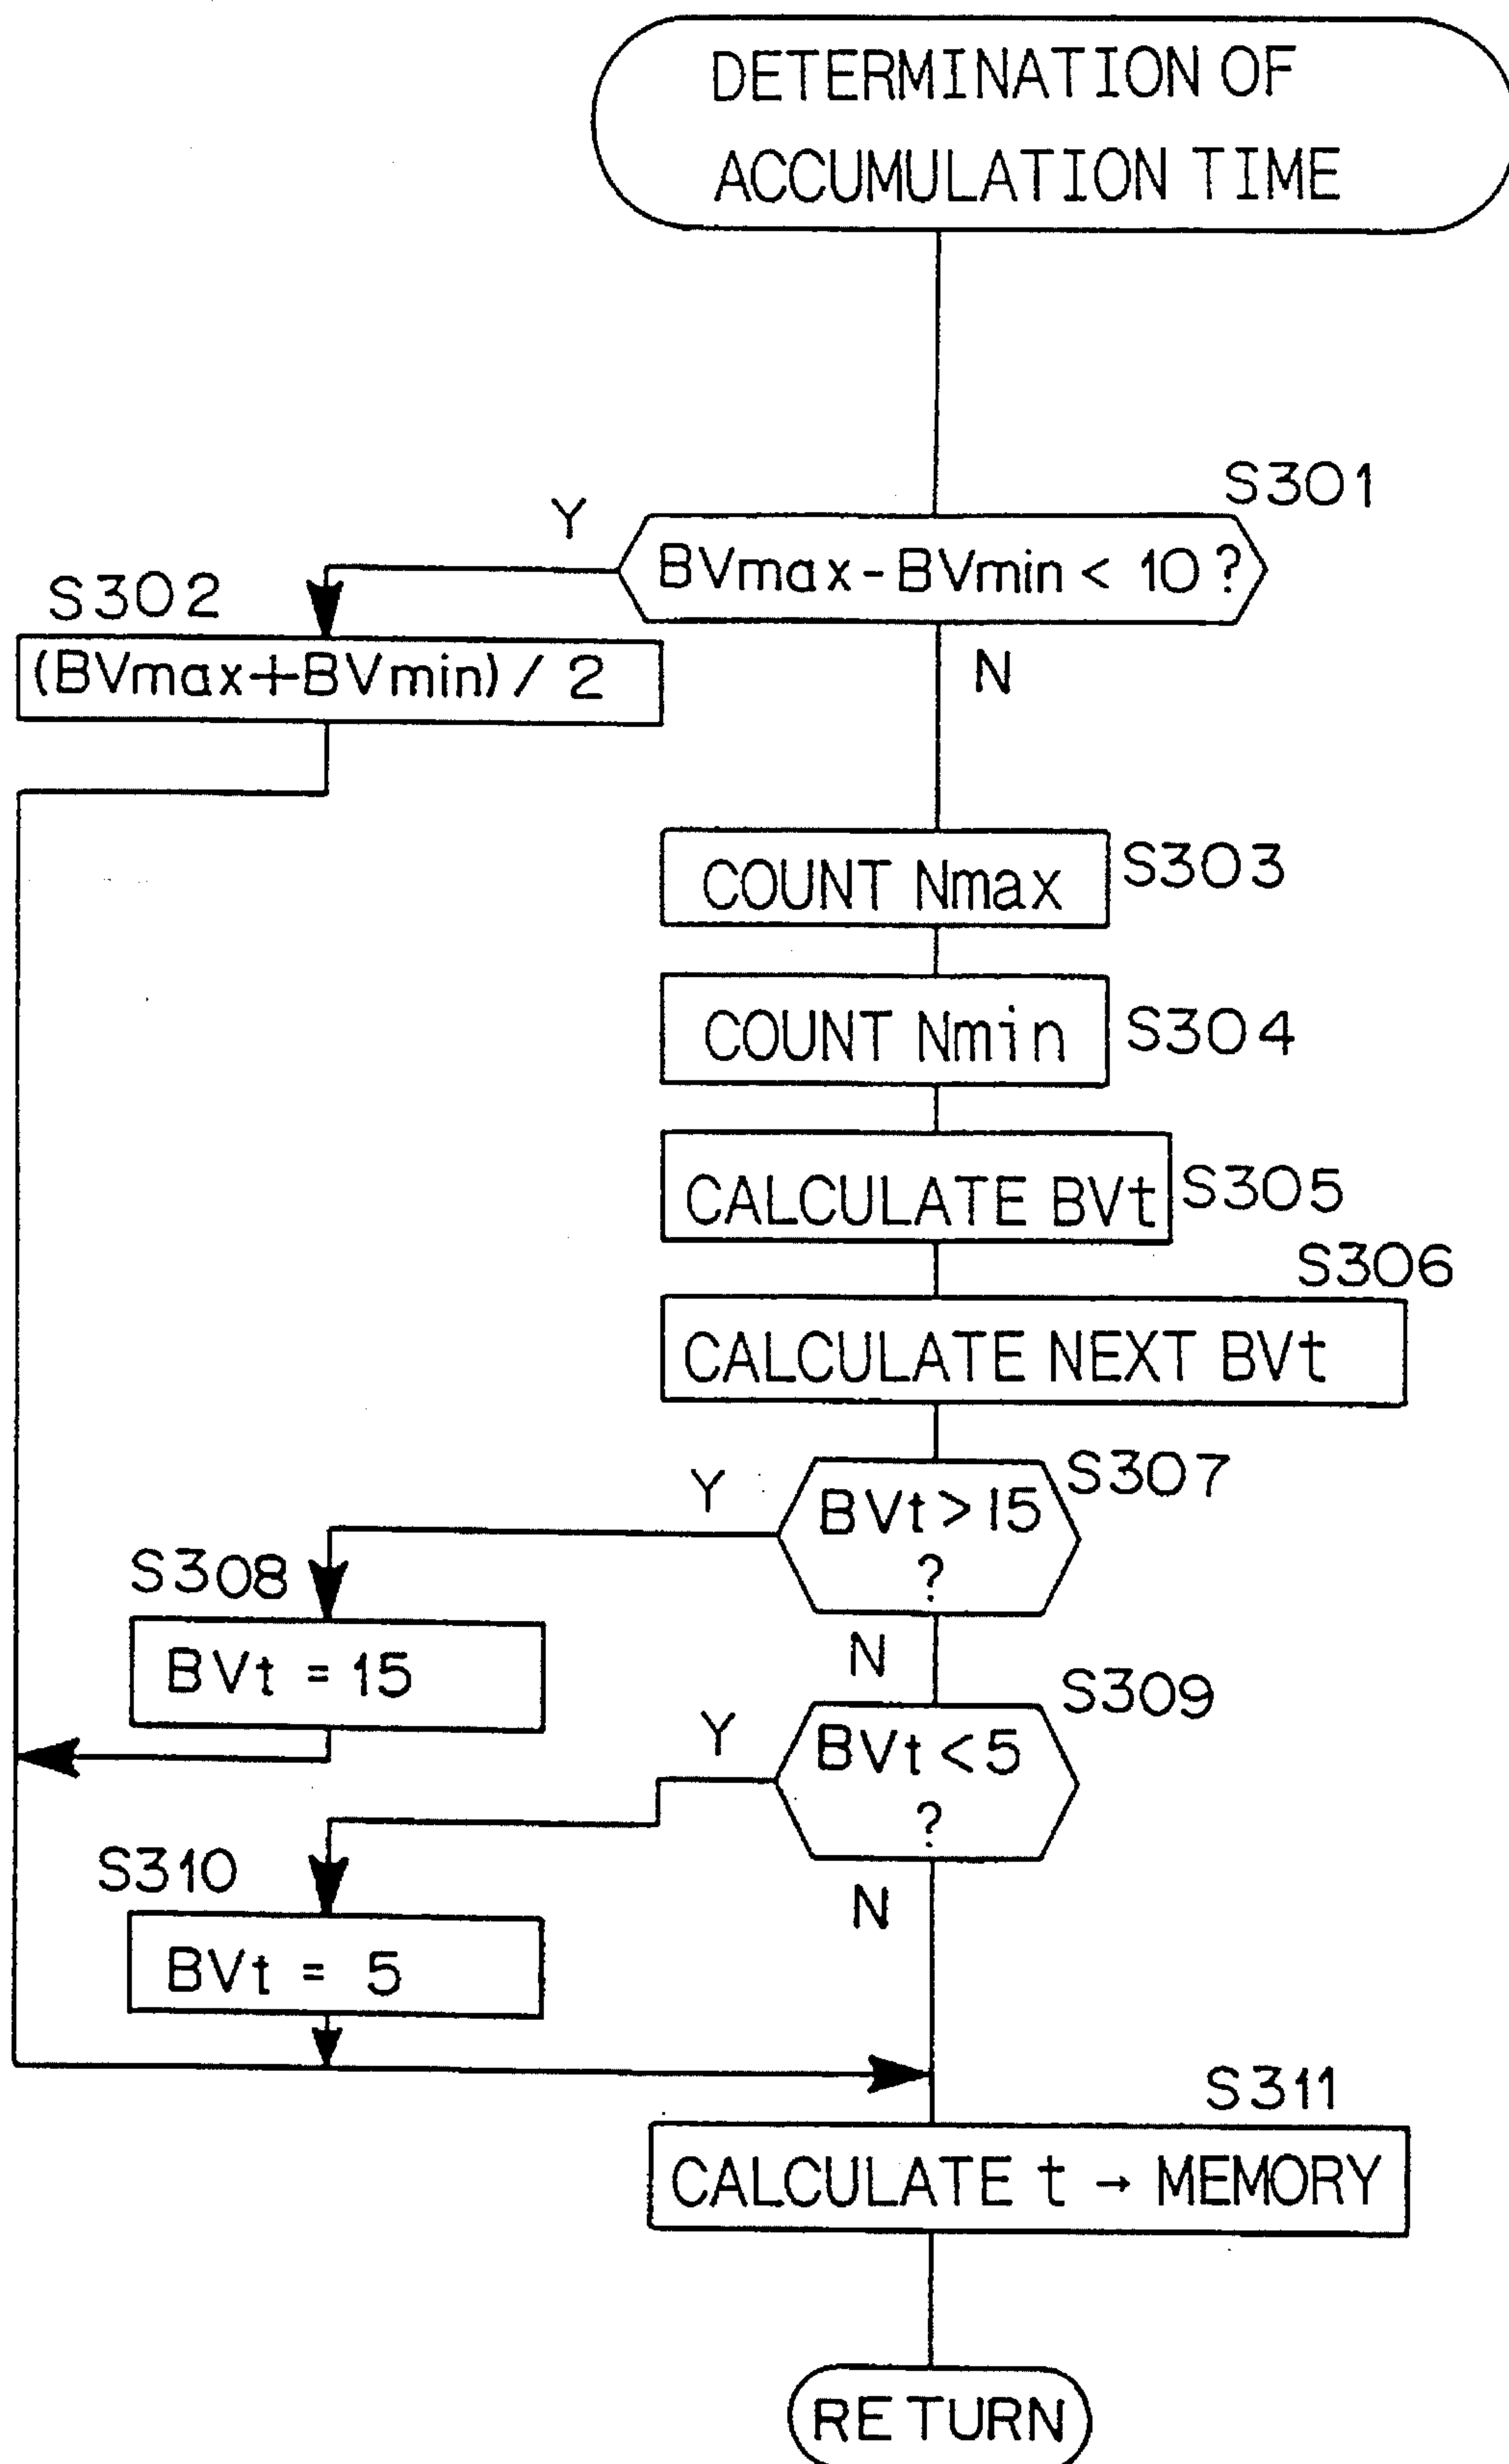 DETERMINATION OF
ACCUMULATION TIME
S301
Y
BVmax-BVmin < 10 ?
S302
(BVmax+BVmin) / 2
N
COUNT Nmax
S303
COUNT Nmin
S304
CALCULATE BVt
S305
S306
CALCULATE NEXT BVt
S307
Y
BVt > 15
?
S308
BVt = 15
N
S309
Y
BVt < 5
?
S310
BVt = 5
N
S311
CALCULATE t → MEMORY
RETURN